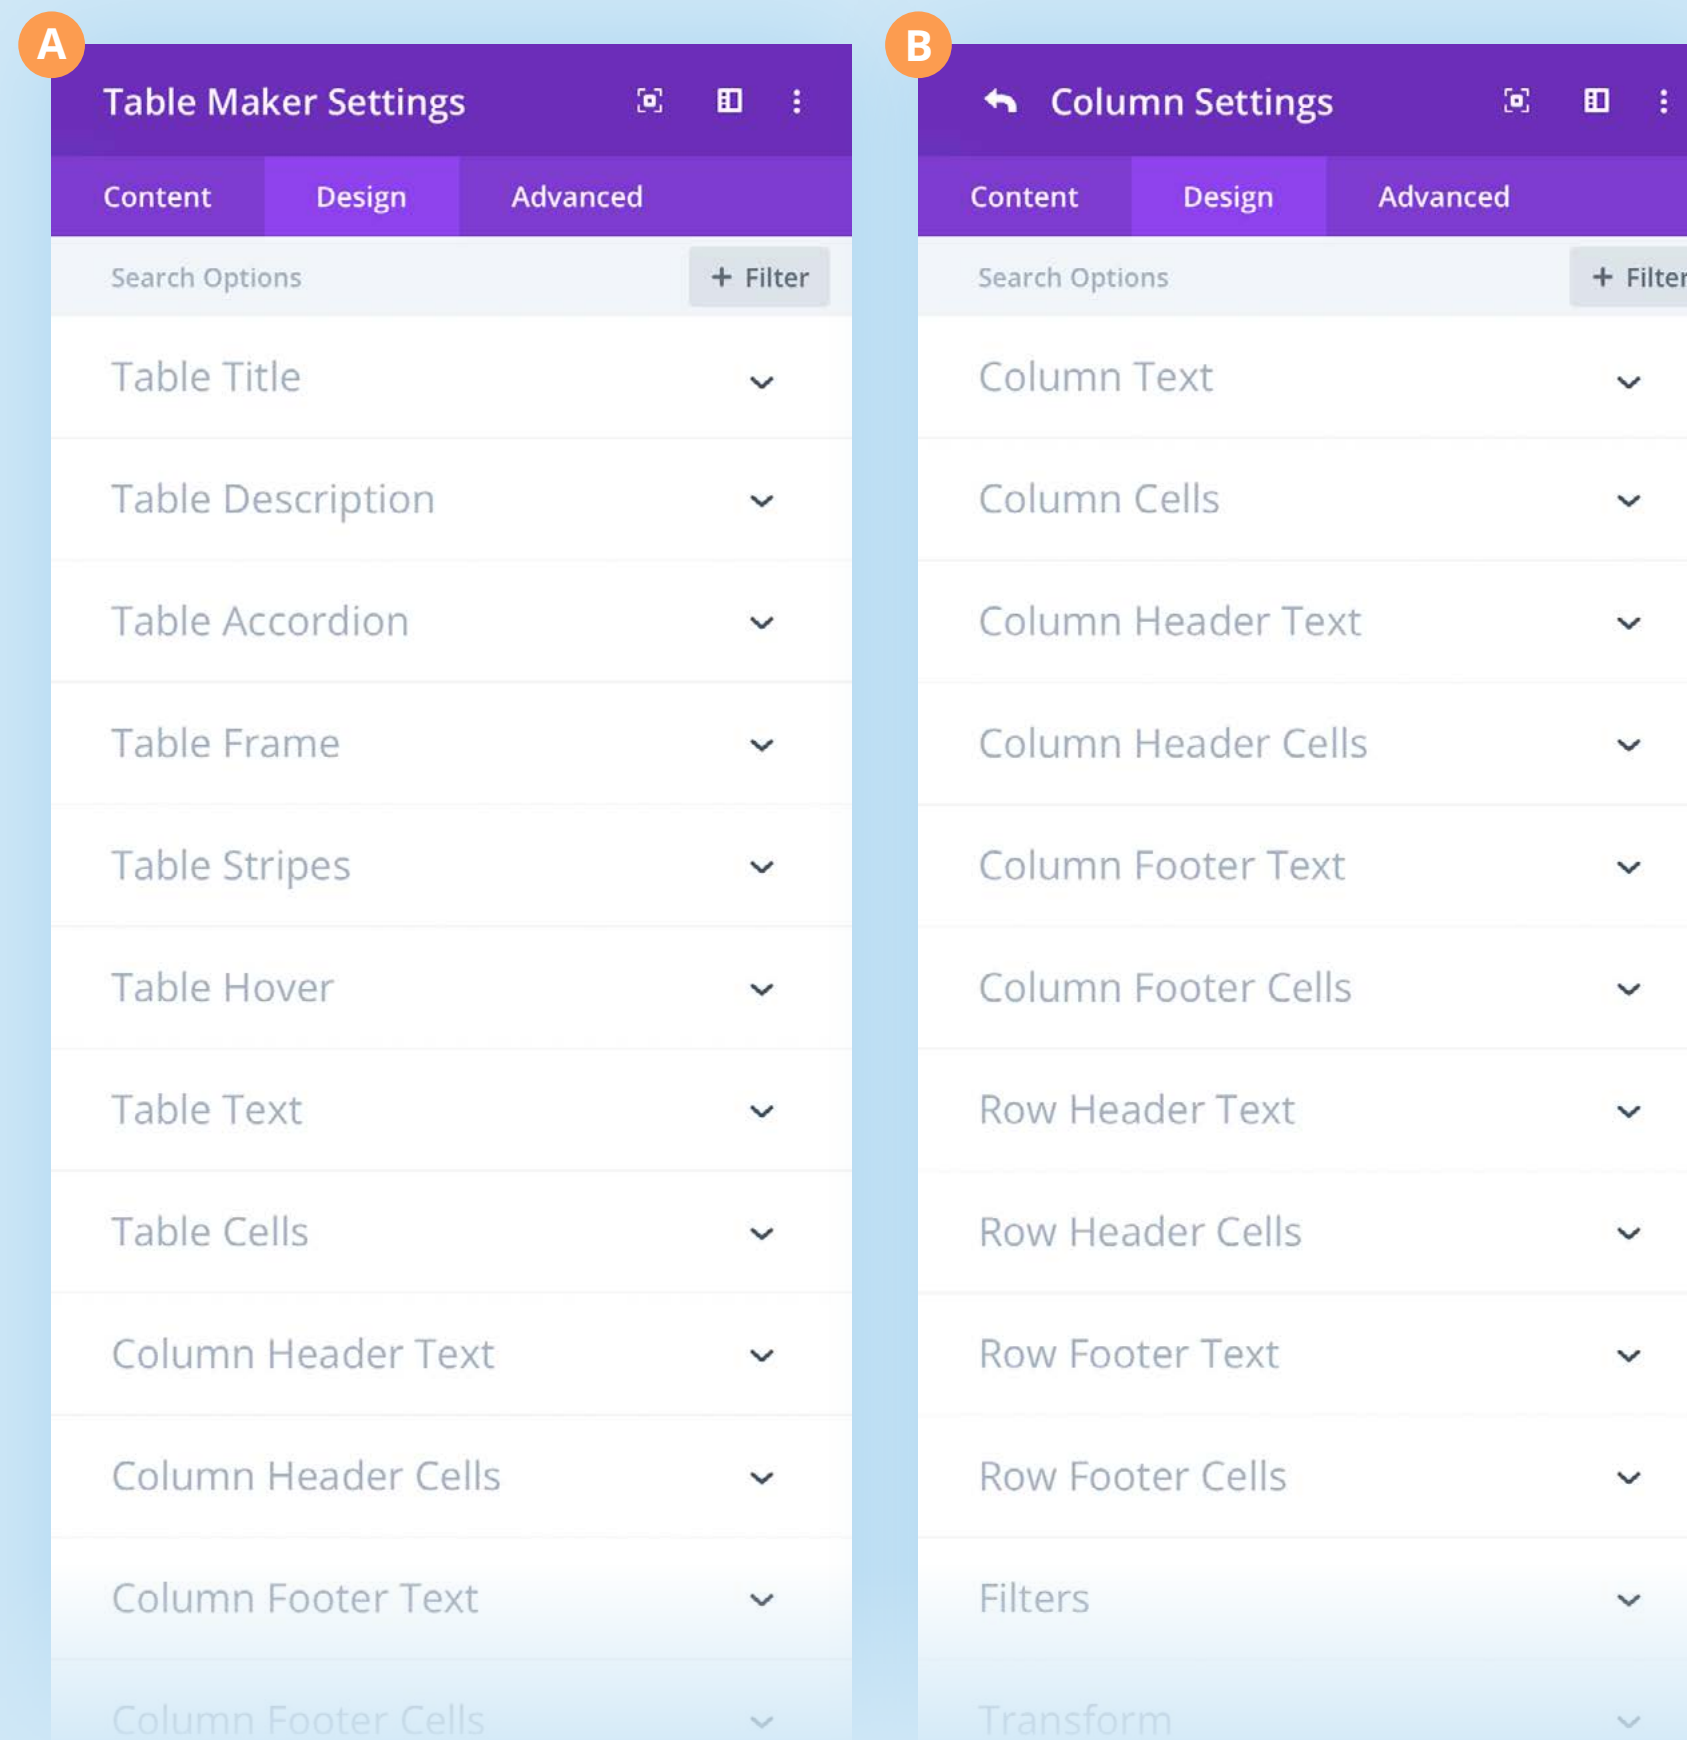 A
Table Maker Settings
Content Design Advanced
Search Options + Filter
Table Title
Table Description
Table Accordion
Table Frame
Table Stripes
Table Hover
Table Text
Table Cells
Column Header Text
Column Header Cells
Column Footer Text
Column Footer Cells
B
Column Settings
Content Design Advanced
Search Options + Filter
Column Text
Column Cells
Column Header Text
Column Header Cells
Column Footer Text
Column Footer Cells
Row Header Text
Row Header Cells
Row Footer Text
Row Footer Cells
Filters
Transform